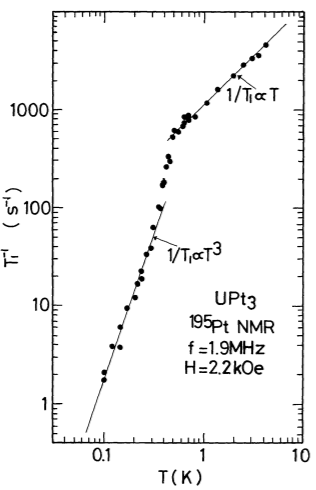 1000
100
10
1
T₁⁻¹ (s⁻¹)
1/T₁∝T
1/T₁∝T³
UPt₃
¹⁹⁵Pt NMR
f=1.9MHz
H=2.2kOe
0.1 1 10
T(K)